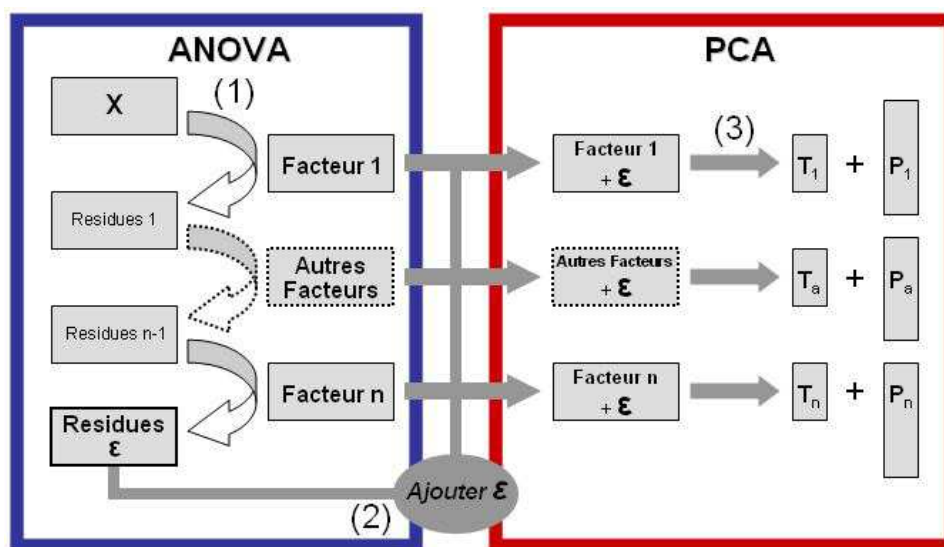 ANOVA
PCA
X
(1)
Facteur 1
Facteur 1
+ ε
(3)
T1
+
P1
Residues 1
Autres
Facteurs
Autres Facteurs
+ ε
Ta
+
Pa
Residues n-1
Facteur n
Facteur n
+ ε
Tn
+
Pn
Residues
ε
Ajouter ε
(2)